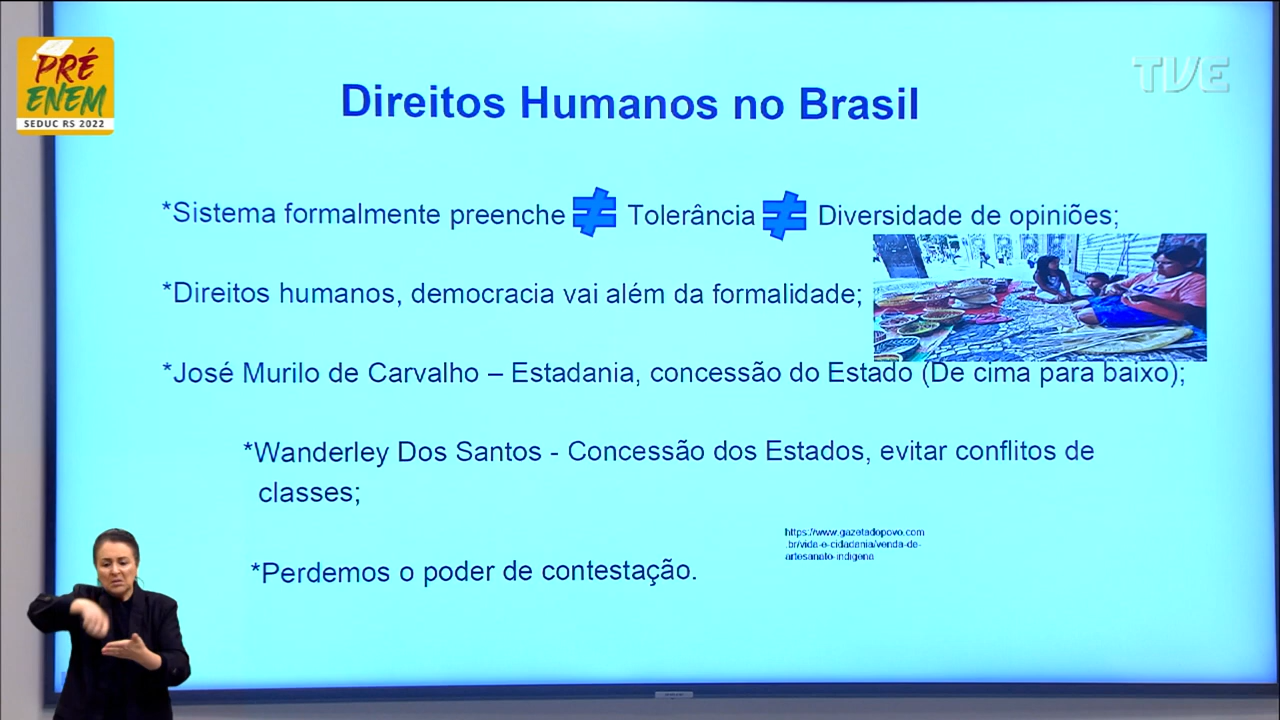 PRÉ
ENEM
SEDUC RS 2022
TVE
Direitos Humanos no Brasil
*Sistema formalmente preenche ≠ Tolerância ≠ Diversidade de opiniões;
*Direitos humanos, democracia vai além da formalidade;
*José Murilo de Carvalho – Estadania, concessão do Estado (De cima para baixo);
*Wanderley Dos Santos - Concessão dos Estados, evitar conflitos de
classes;
https://www.gazetadopovo.com
.br/vida-e-cidadania/venda-de-
artesanato-indigena
*Perdemos o poder de contestação.